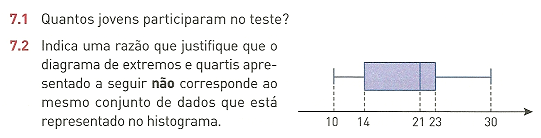 7.1 Quantos jovens participaram no teste?
7.2 Indica uma razão que justifique que o
diagrama de extremos e quartis apre-
sentado a seguir não corresponde ao
mesmo conjunto de dados que está
representado no histograma.
10 14 21 23 30